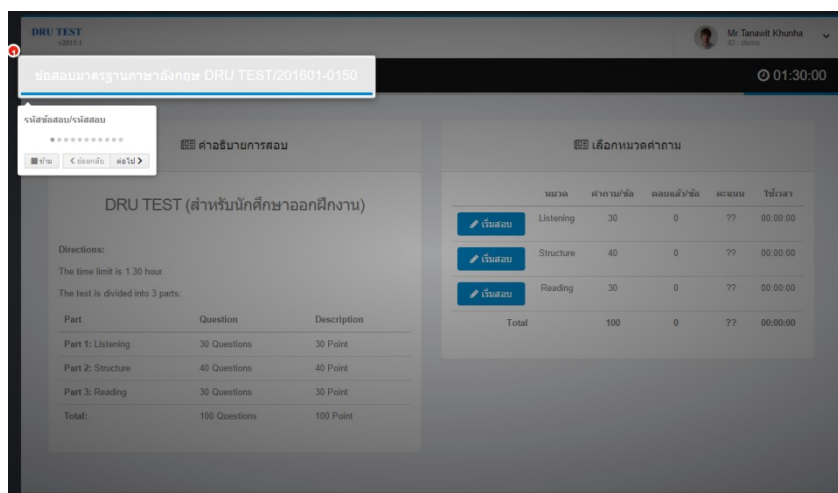 DRU TEST
v2015.1
Mr.Tanawit Khunha
ID : demo
1
ข้อสอบมาตรฐานภาษาอังกฤษ DRU TEST/201601-0150
01:30:00
รหัสข้อสอบ/รหัสสอบ
ข้าม ย้อนกลับ ต่อไป
คำอธิบายการสอบ
DRU TEST (สำหรับนักศึกษาออกฝึกงาน)
Directions:
The time limit is 1.30 hour.
The test is divided into 3 parts:
Part Question Description
Part 1: Listening 30 Questions 30 Point
Part 2: Structure 40 Questions 40 Point
Part 3: Reading 30 Questions 30 Point
Total: 100 Questions 100 Point
เลือกหมวดคำถาม
หมวด คำถาม/ข้อ ตอบแล้ว/ข้อ คะแนน ใช้เวลา
เริ่มสอบ Listening 30 0 ?? 00:00:00
เริ่มสอบ Structure 40 0 ?? 00:00:00
เริ่มสอบ Reading 30 0 ?? 00:00:00
Total 100 0 ?? 00:00:00